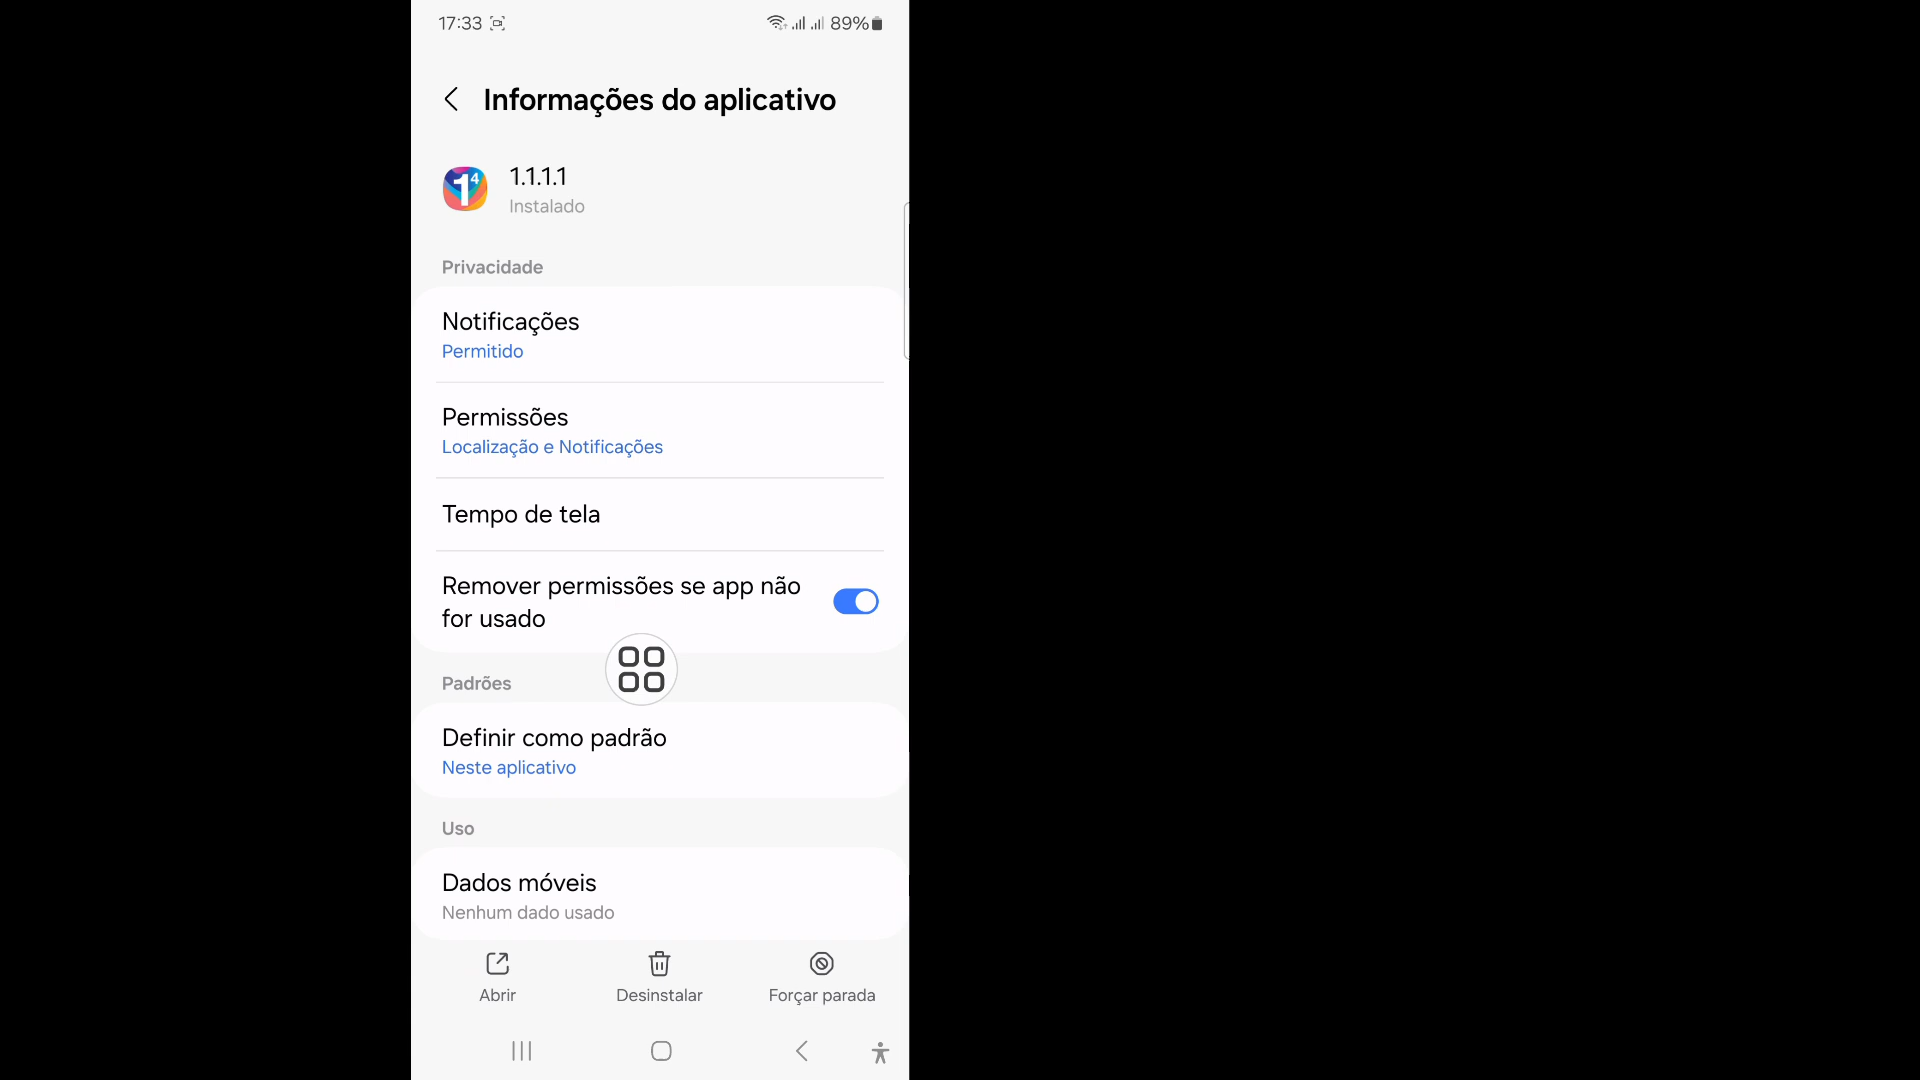 17:33
89%
Informações do aplicativo
1.1.1.1
Instalado
Privacidade
Notificações
Permitido
Permissões
Localização e Notificações
Tempo de tela
Remover permissões se app não
for usado
Padrões
Definir como padrão
Neste aplicativo
Uso
Dados móveis
Nenhum dado usado
Abrir
Desinstalar
Forçar parada